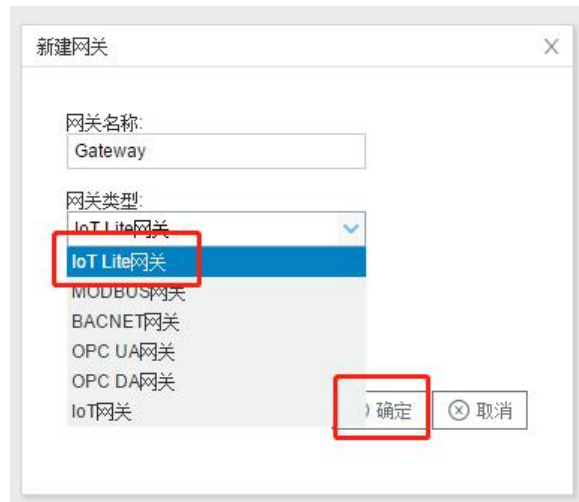 新建网关
网关名称:
Gateway
网关类型:
IoT Lite网关
IoT Lite网关
MODBUS网关
BACNET网关
OPC UA网关
OPC DA网关
IoT网关
确定 取消